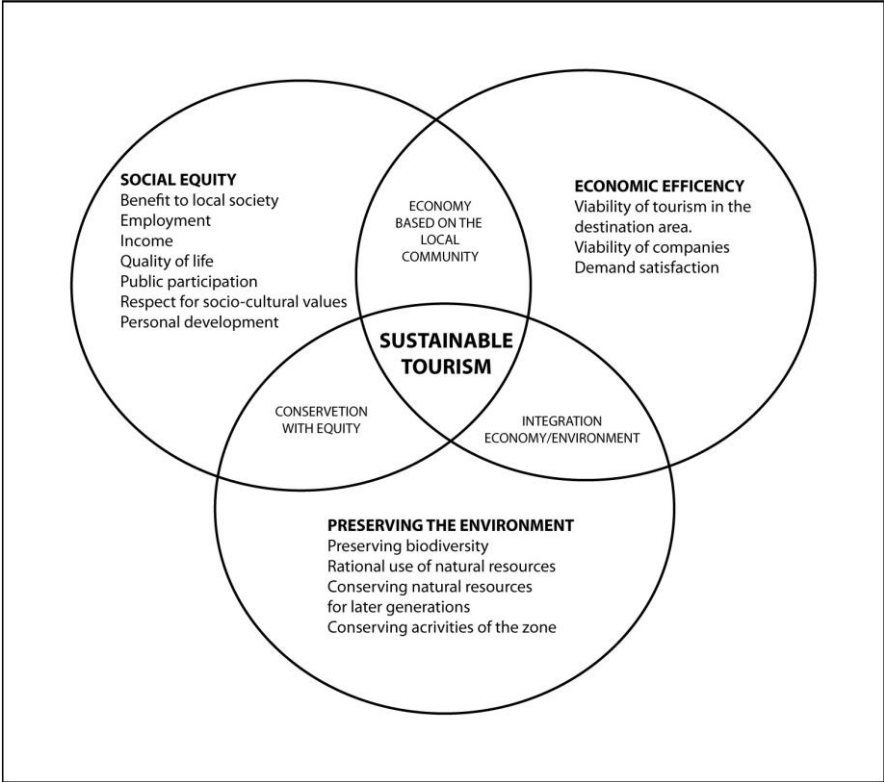 SOCIAL EQUITY
Benefit to local society
Employment
Income
Quality of life
Public participation
Respect for socio-cultural values
Personal development
ECONOMY
BASED ON THE
LOCAL
COMMUNITY
ECONOMIC EFFICENCY
Viability of tourism in the
destination area.
Viability of companies
Demand satisfaction
SUSTAINABLE
TOURISM
CONSERVETION
WITH EQUITY
INTEGRATION
ECONOMY/ENVIRONMENT
PRESERVING THE ENVIRONMENT
Preserving biodiversity
Rational use of natural resources
Conserving natural resources
for later generations
Conserving acrivities of the zone